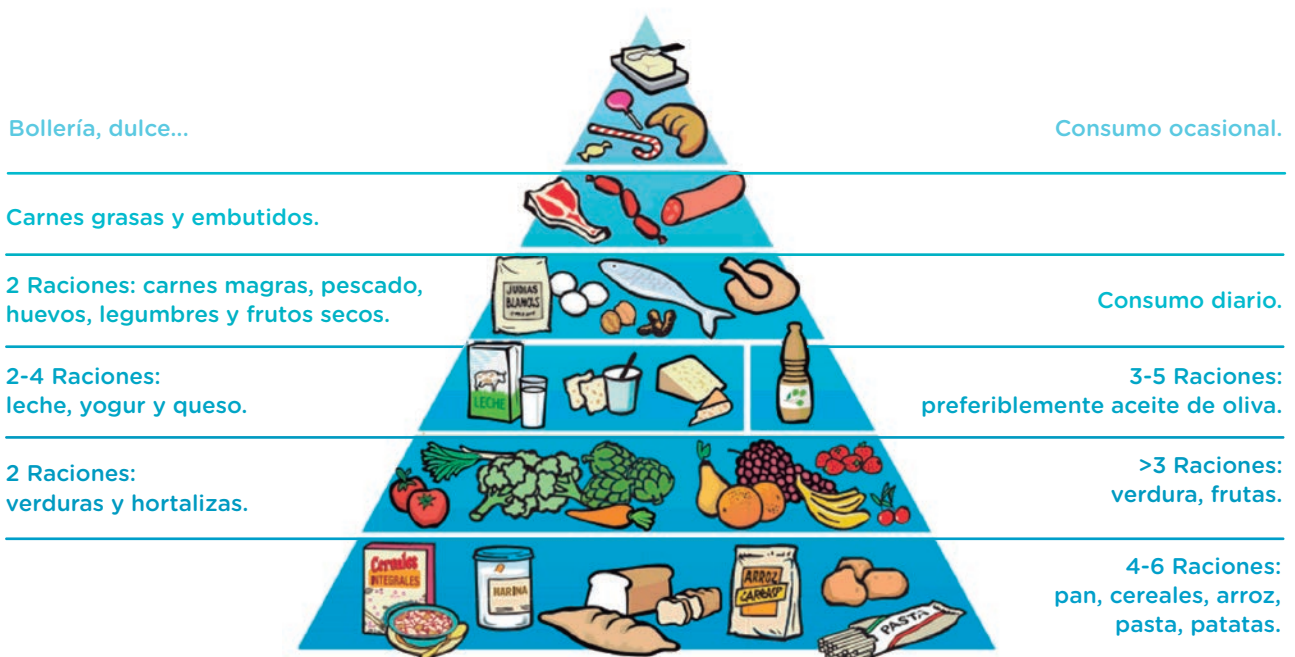 Bollería, dulce...
Consumo ocasional.
Carnes grasas y embutidos.
2 Raciones: carnes magras, pescado,
huevos, legumbres y frutos secos.
JUDIAS
Consumo diario.
2-4 Raciones:
leche, yogur y queso.
LECHE
3-5 Raciones:
preferiblemente aceite de oliva.
2 Raciones:
verduras y hortalizas.
>3 Raciones:
verdura, frutas.
Cereales
INTEGRALES
HARINA
ARROZ
PASTA
4-6 Raciones:
pan, cereales, arroz,
pasta, patatas.